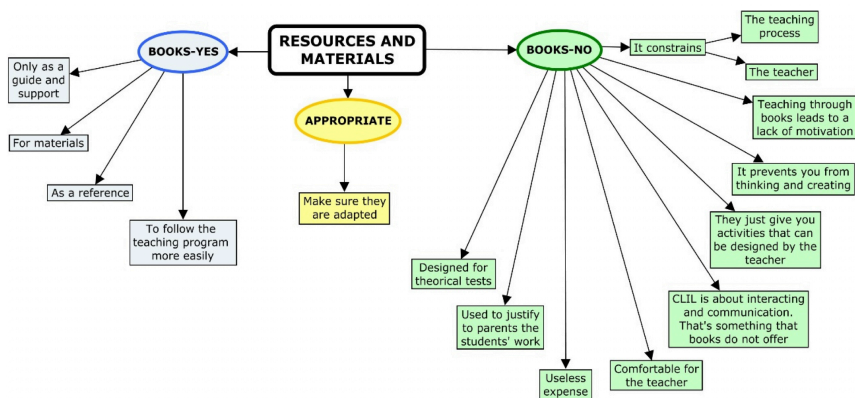 RESOURCES AND
MATERIALS
BOOKS-YES
Only as a
guide and
support
For materials
As a reference
To follow the
teaching program
more easily
APPROPRIATE
Make sure they
are adapted
BOOKS-NO
It constrains
The teaching
process
The teacher
Teaching through
books leads to a
lack of motivation
It prevents you from
thinking and creating
They just give you
activities that can
be designed by the
teacher
CLIL is about interacting
and communication.
That's something that
books do not offer
Comfortable for
the teacher
Useless
expense
Used to justify
to parents the
students' work
Designed for
theorical tests